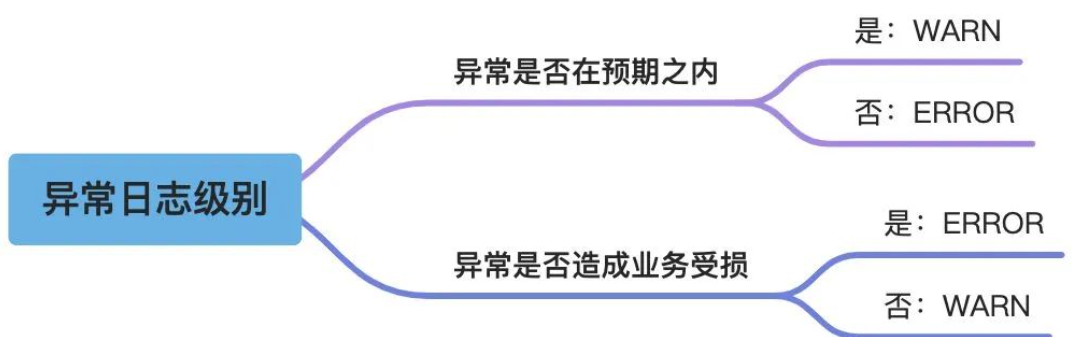 异常日志级别
异常是否在预期之内
是：WARN
否：ERROR
异常是否造成业务受损
是：ERROR
否：WARN